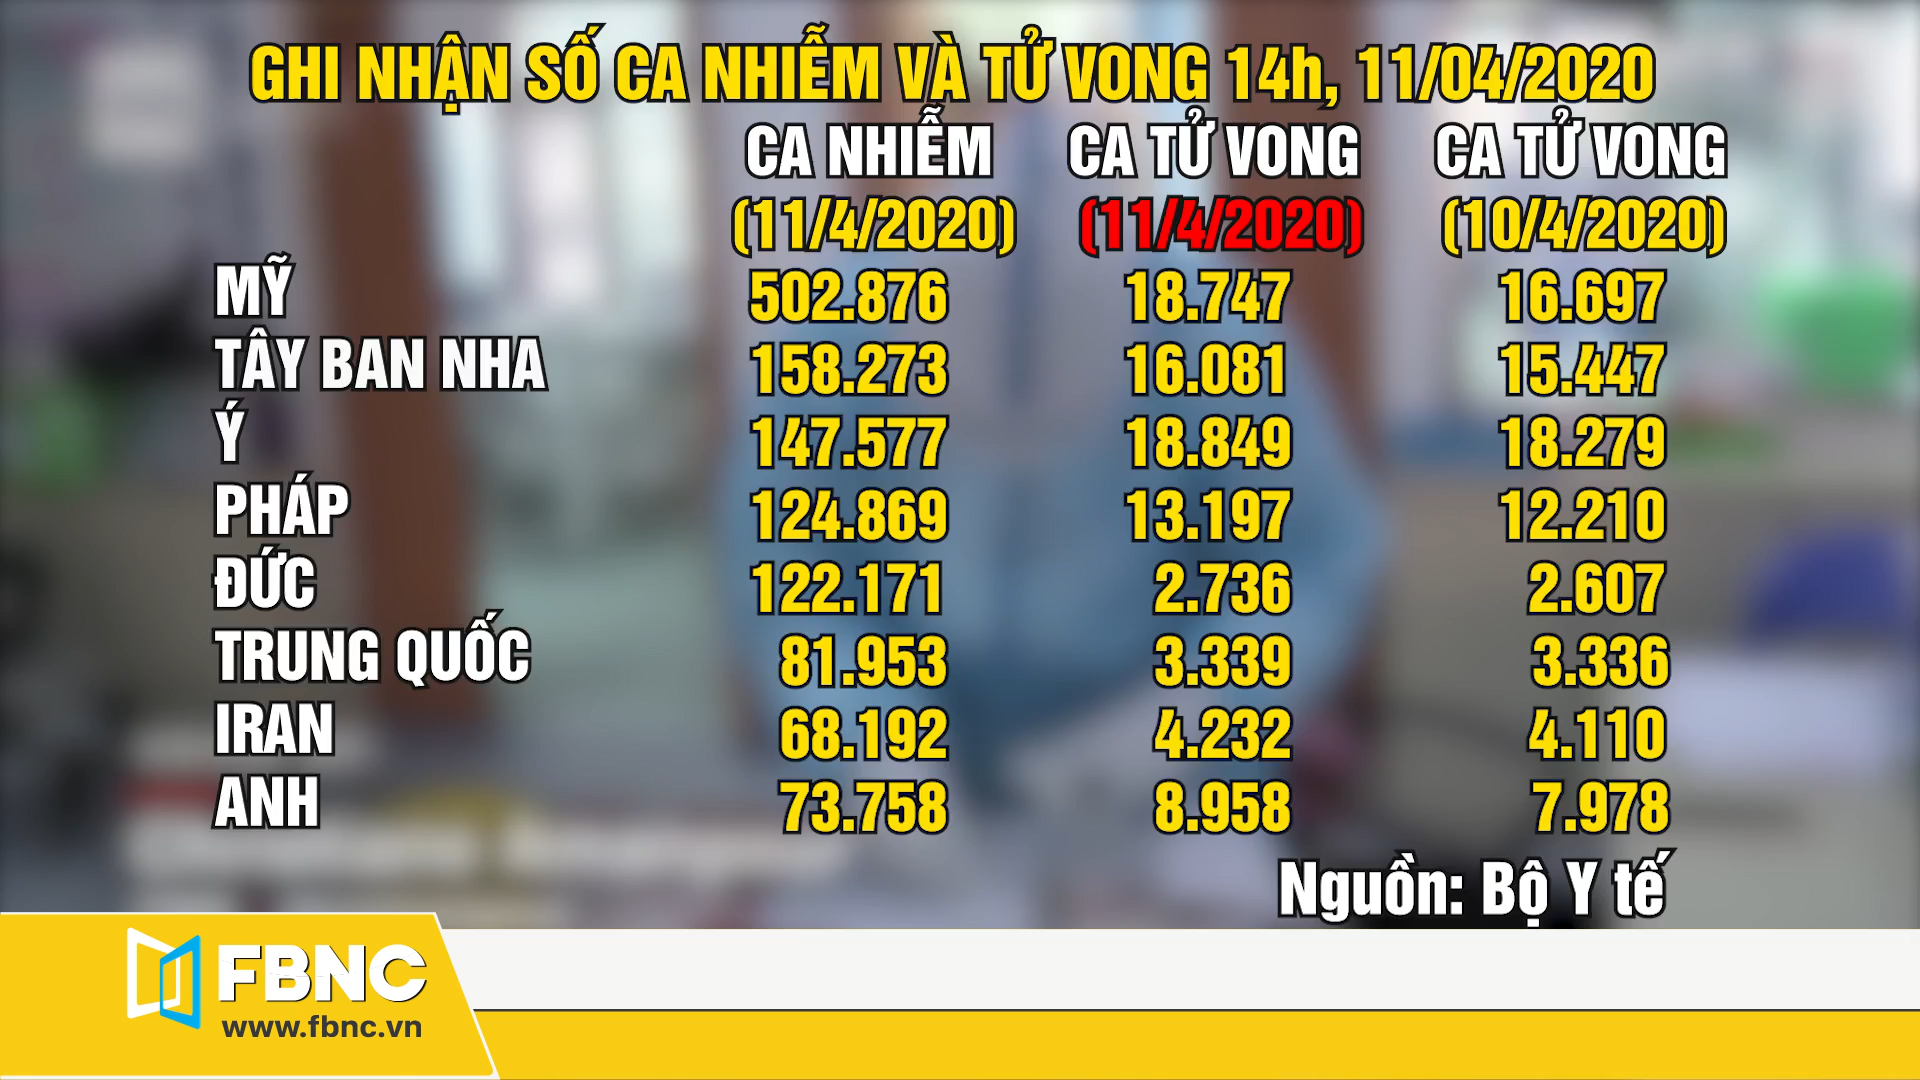 GHI NHẬN SỐ CA NHIỄM VÀ TỬ VONG 14h, 11/04/2020
CA NHIỄM CA TỬ VONG CA TỬ VONG
(11/4/2020) (11/4/2020) (10/4/2020)
MỸ 502.876 18.747 16.697
TÂY BAN NHA 158.273 16.081 15.447
Ý 147.577 18.849 18.279
PHÁP 124.869 13.197 12.210
ĐỨC 122.171 2.736 2.607
TRUNG QUỐC 81.953 3.339 3.336
IRAN 68.192 4.232 4.110
ANH 73.758 8.958 7.978
Nguồn: Bộ Y tế
FBNC
www.fbnc.vn